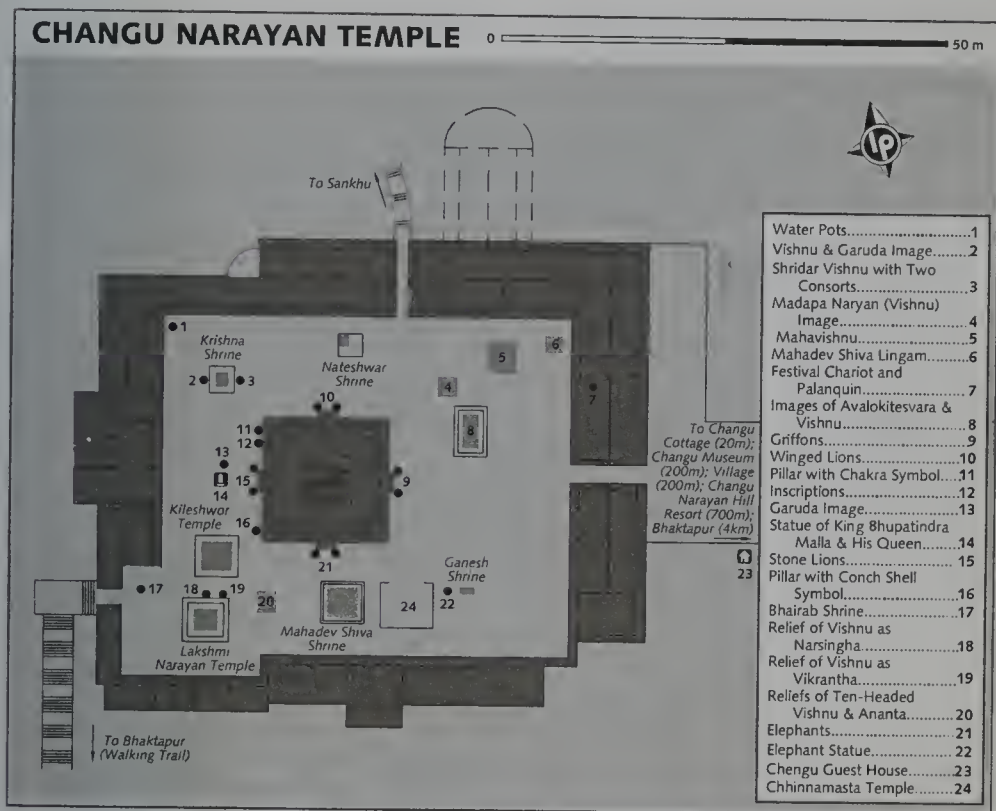 CHANGU NARAYAN TEMPLE
0 50 m
lp
To Sankhu
1
Krishna
Shrine
2 3
Nateshwar
Shrine
4
5
6
7
8
10
11
12
13
14
15
9
16
Kileshwor
Temple
21
17
18 19
20
Lakshmi
Narayan Temple
Mahadev Shiva
Shrine
24
Ganesh
Shrine
22
To Changu
Cottage (20m);
Changu Museum
(200m); Village
(200m); Changu
Narayan Hill
Resort (700m);
Bhaktapur (4km)
23
To Bhaktapur
(Walking Trail)
Water Pots....................1
Vishnu & Garuda Image........2
Shridar Vishnu with Two
Consorts....................3
Madapa Naryan (Vishnu)
Image.......................4
Mahavishnu...................5
Mahadev Shiva Lingam.........6
Festival Chariot and
Palanquin...................7
Images of Avalokitesvara &
Vishnu......................8
Griffons.....................9
Winged Lions................10
Pillar with Chakra Symbol....11
Inscriptions................12
Garuda Image................13
Statue of King Bhupatindra
Malla & His Queen..........14
Stone Lions.................15
Pillar with Conch Shell
Symbol.....................16
Bhairab Shrine..............17
Relief of Vishnu as
Narsingha..................18
Relief of Vishnu as
Vikrantha..................19
Reliefs of Ten-Headed
Vishnu & Ananta............20
Elephants...................21
Elephant Statue.............22
Chengu Guest House..........23
Chhinnamasta Temple.........24